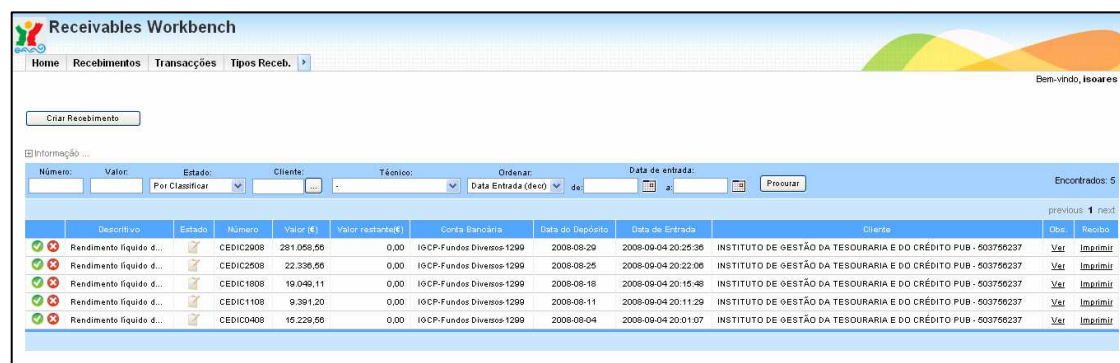 Receivables Workbench
Home Recebimentos Transacções Tipos Receb.
Bem-vindo, isoares
Criar Recebimento
Informação ...
Número: Valor: Estado: Cliente: Técnico: Ordenar: Data de entrada:
Por Classificar ... - Data Entrada (decr) de: a: Procurar Encontrados: 5
previous 1 next
Descritivo Estado Número Valor (€) Valor restante(€) Conta Bancária Data do Depósito Data de Entrada Cliente Obs. Recibo
Rendimento líquido d... CEDIC2908 281.058,56 0,00 IGCP-Fundos Diversos-1299 2008-08-29 2008-09-04 20:25:36 INSTITUTO DE GESTÃO DA TESOURARIA E DO CRÉDITO PUB - 503756237 Ver Imprimir
Rendimento líquido d... CEDIC2508 22.336,56 0,00 IGCP-Fundos Diversos-1299 2008-08-25 2008-09-04 20:22:06 INSTITUTO DE GESTÃO DA TESOURARIA E DO CRÉDITO PUB - 503756237 Ver Imprimir
Rendimento líquido d... CEDIC1808 19.049,11 0,00 IGCP-Fundos Diversos-1299 2008-08-18 2008-09-04 20:15:48 INSTITUTO DE GESTÃO DA TESOURARIA E DO CRÉDITO PUB - 503756237 Ver Imprimir
Rendimento líquido d... CEDIC1108 9.391,20 0,00 IGCP-Fundos Diversos-1299 2008-08-11 2008-09-04 20:11:29 INSTITUTO DE GESTÃO DA TESOURARIA E DO CRÉDITO PUB - 503756237 Ver Imprimir
Rendimento líquido d... CEDIC0408 15.229,56 0,00 IGCP-Fundos Diversos-1299 2008-08-04 2008-09-04 20:01:07 INSTITUTO DE GESTÃO DA TESOURARIA E DO CRÉDITO PUB - 503756237 Ver Imprimir